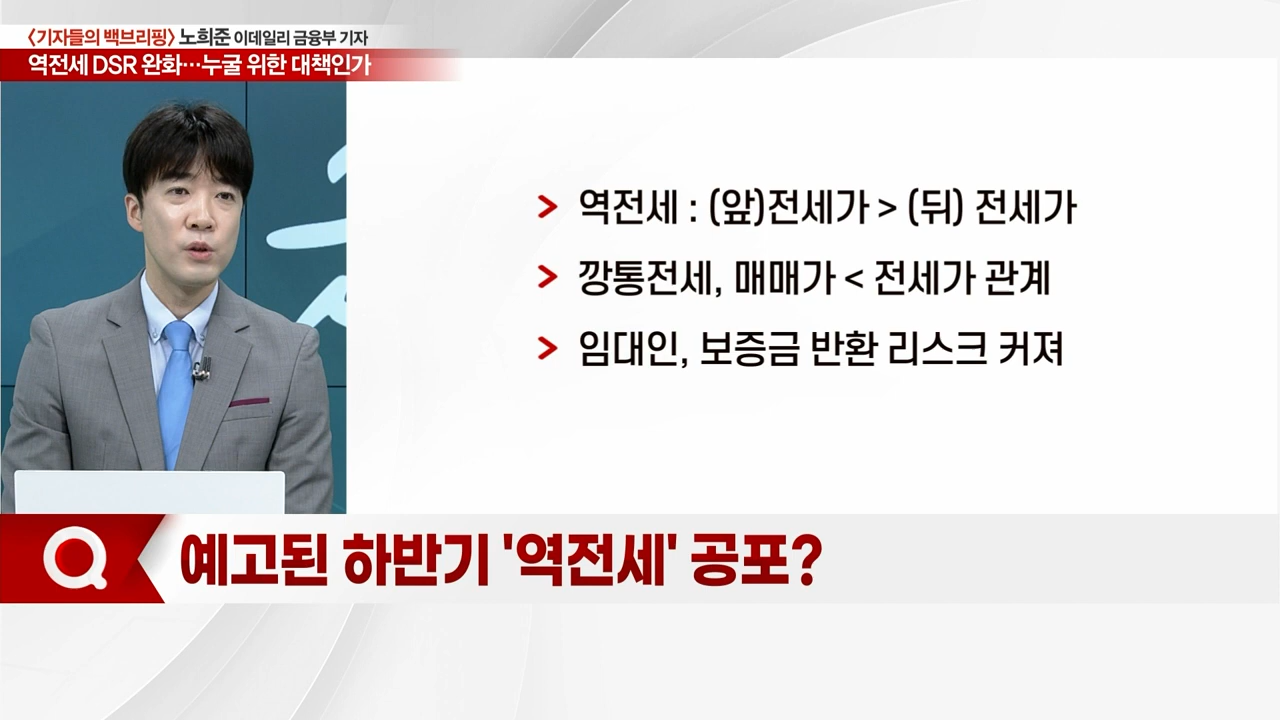 <기자들의 백브리핑> 노희준 이데일리 금융부 기자
역전세 DSR 완화…누굴 위한 대책인가
> 역전세 : (앞)전세가 > (뒤) 전세가
> 깡통전세, 매매가 < 전세가 관계
> 임대인, 보증금 반환 리스크 커져
Q 예고된 하반기 '역전세' 공포?